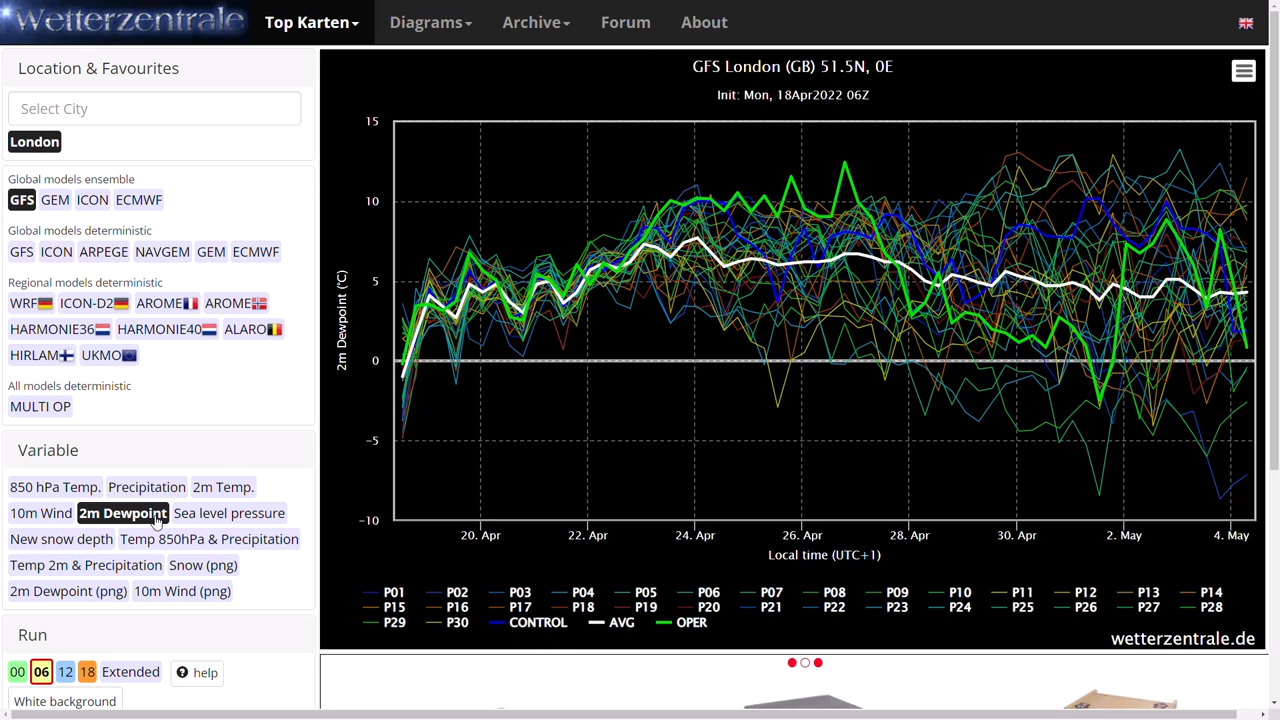 Wetterzentrale
Top Karten
Diagrams
Archive
Forum
About
Location & Favourites
Select City
London
Global models ensemble
GFS GEM ICON ECMWF
Global models deterministic
GFS ICON ARPEGE NAVGEM GEM ECMWF
Regional models deterministic
WRF ICON-D2 AROME AROME
HARMONIE36 HARMONIE40 ALARO
HIRLAM UKMO
All models deterministic
MULTI OP
Variable
850 hPa Temp. Precipitation 2m Temp.
10m Wind 2m Dewpoint Sea level pressure
New snow depth Temp 850hPa & Precipitation
Temp 2m & Precipitation Snow (png)
2m Dewpoint (png) 10m Wind (png)
Run
00 06 12 18 Extended help
White background
GFS London (GB) 51.5N, 0E
Init: Mon, 18Apr2022 06Z
2m Dewpoint (°C)
15
10
5
0
-5
-10
20. Apr 22. Apr 24. Apr 26. Apr 28. Apr 30. Apr 2. May 4. May
Local time (UTC+1)
P01 P02 P03 P04 P05 P06 P07 P08 P09 P10 P11 P12 P13 P14
P15 P16 P17 P18 P19 P20 P21 P22 P23 P24 P25 P26 P27 P28
P29 P30 CONTROL AVG OPER
wetterzentrale.de